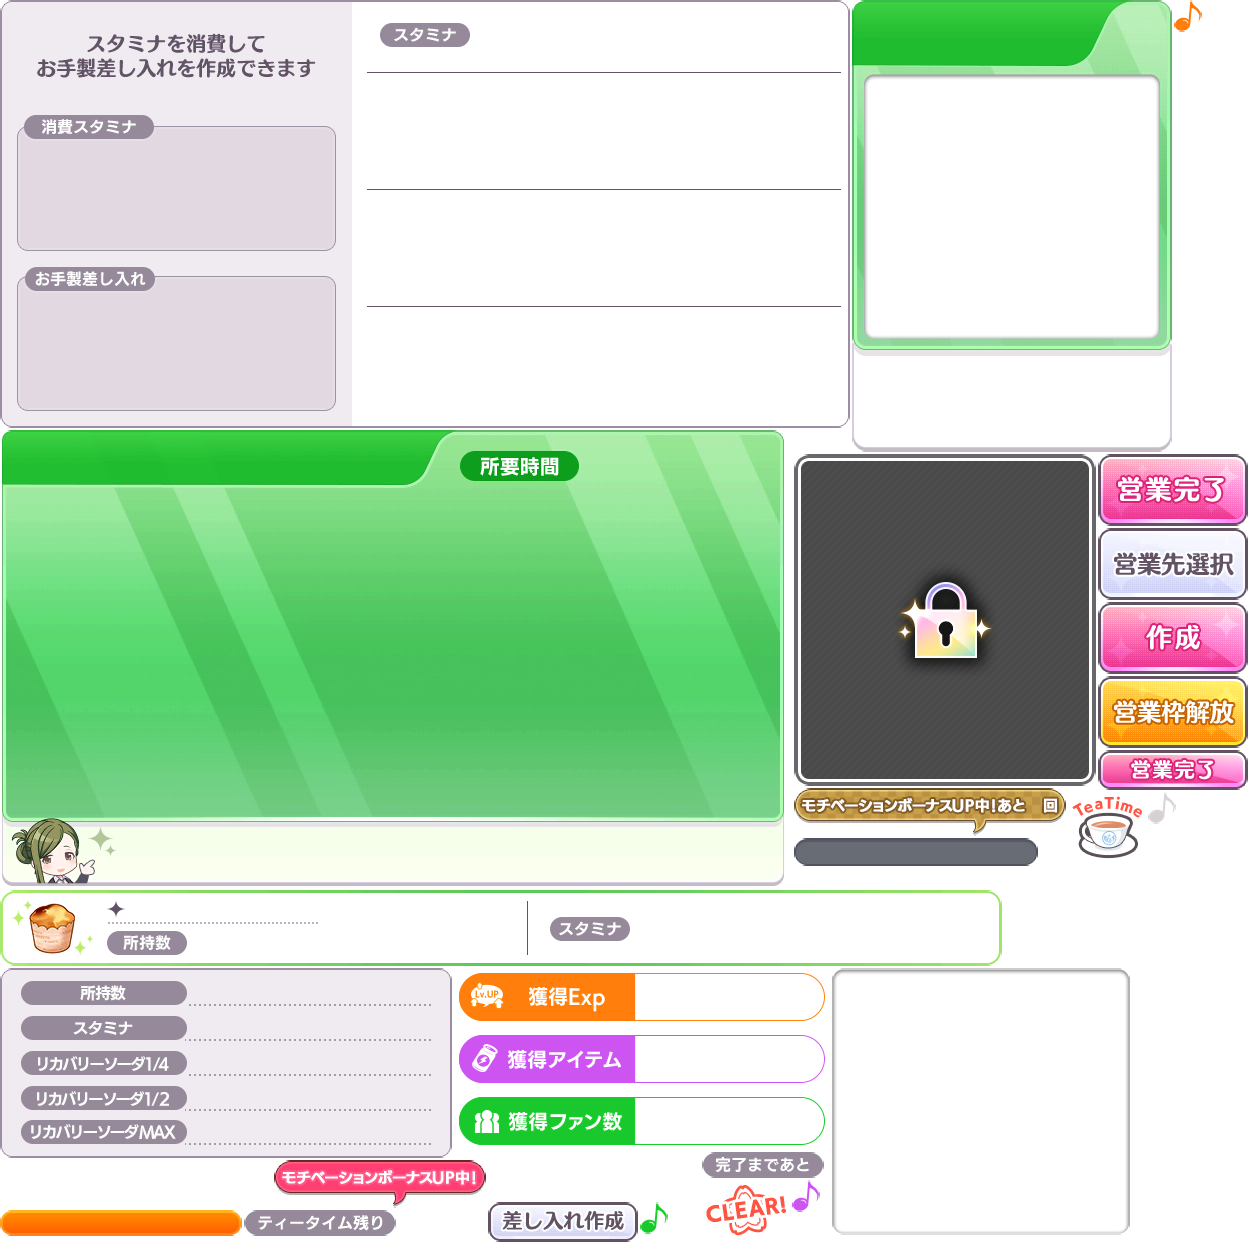 スタミナを消費して
お手製差し入れを作成できます
消費スタミナ
お手製差し入れ
スタミナ
所要時間
営業完了
営業先選択
作成
営業枠解放
営業完了
モチベーションボーナスUP中!あと 回
TeaTime
所持数
スタミナ
所持数
スタミナ
リカバリーソーダ1/4
リカバリーソーダ1/2
リカバリーソーダMAX
Lv.UP
獲得Exp
獲得アイテム
獲得ファン数
完了まであと
モチベーションボーナスUP中!
CLEAR!
ティータイム残り
差し入れ作成